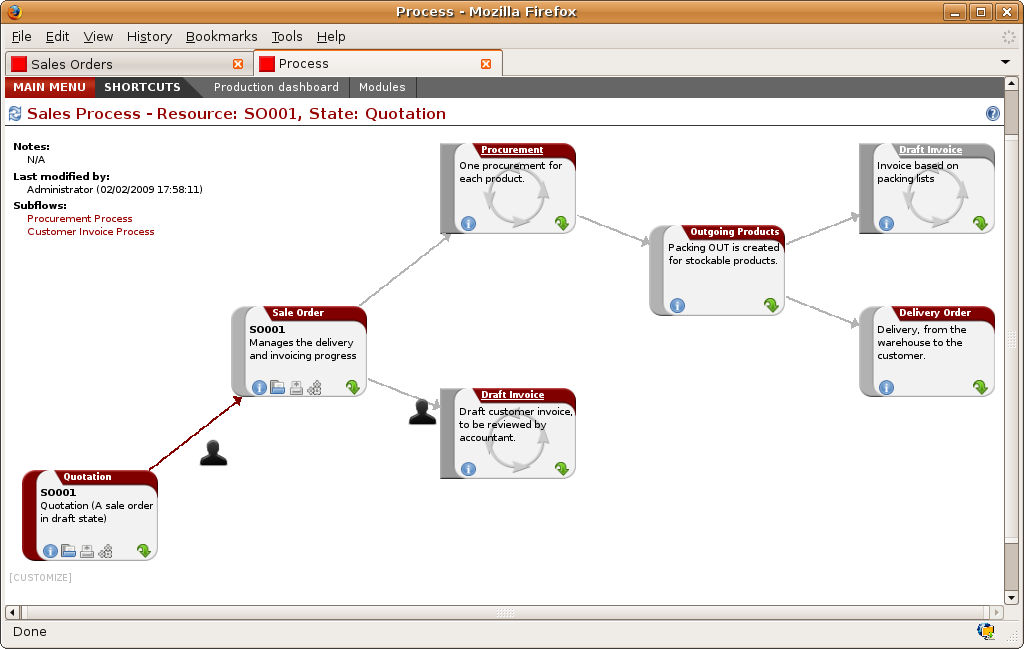 Process - Mozilla Firefox
File Edit View History Bookmarks Tools Help
Sales Orders Process
MAIN MENU SHORTCUTS Production dashboard Modules
Sales Process - Resource: SO001, State: Quotation
Notes:
N/A
Last modified by:
Administrator (02/02/2009 17:58:11)
Subflows:
Procurement Process
Customer Invoice Process
Procurement
One procurement for
each product.
Draft Invoice
Invoice based on
packing lists
Outgoing Products
Packing OUT is created
for stockable products.
Sale Order
SO001
Manages the delivery
and invoicing progress
Delivery Order
Delivery, from the
warehouse to the
customer.
Draft Invoice
Draft customer invoice,
to be reviewed by
accountant.
Quotation
SO001
Quotation (A sale order
in draft state)
[CUSTOMIZE]
Done